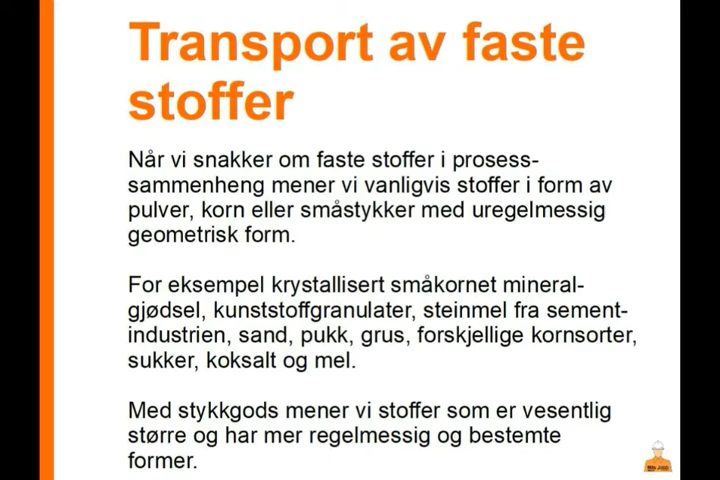 Transport av faste
stoffer
Når vi snakker om faste stoffer i prosess-
sammenheng mener vi vanligvis stoffer i form av
pulver, korn eller småstykker med uregelmessig
geometrisk form.
For eksempel krystallisert småkornet mineral-
gjødsel, kunststoffgranulater, steinmel fra sement-
industrien, sand, pukk, grus, forskjellige kornsorter,
sukker, koksalt og mel.
Med stykkgods mener vi stoffer som er vesentlig
større og har mer regelmessig og bestemte
former.